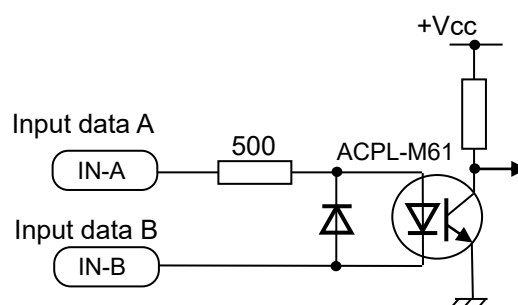 +Vcc
Input data A
500
ACPL-M61
IN-A
Input data B
IN-B